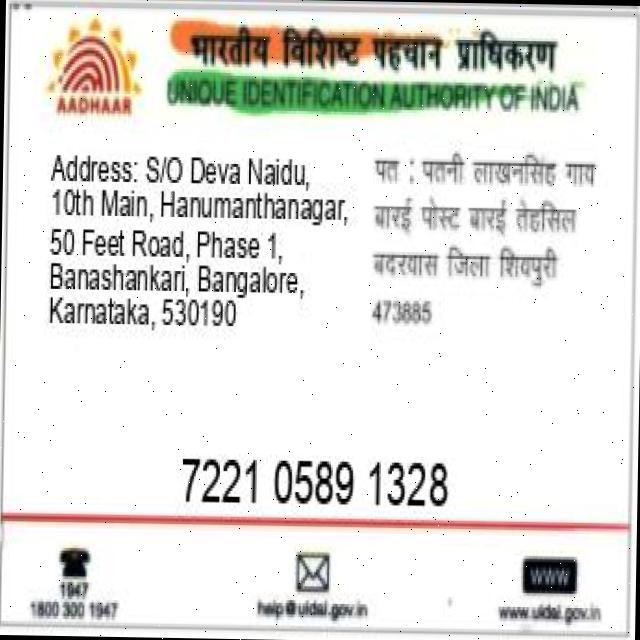 भारतीय विशिष्ट पहचान प्राधिकरण
UNIQUE IDENTIFICATION AUTHORITY OF INDIA
AADHAAR
Address: S/O Deva Naidu,
10th Main, Hanumanthanagar,
50 Feet Road, Phase 1,
Banashankari, Bangalore,
Karnataka, 530190
पत : पतनी लाखनसिंह गाय
बारई पोस्ट बारई तेहसिल
बदरवास जिला शिवपुरी
473885
7221 0589 1328
1947
1800 300 1947
help@uidai.gov.in
WWW
www.uidai.gov.in